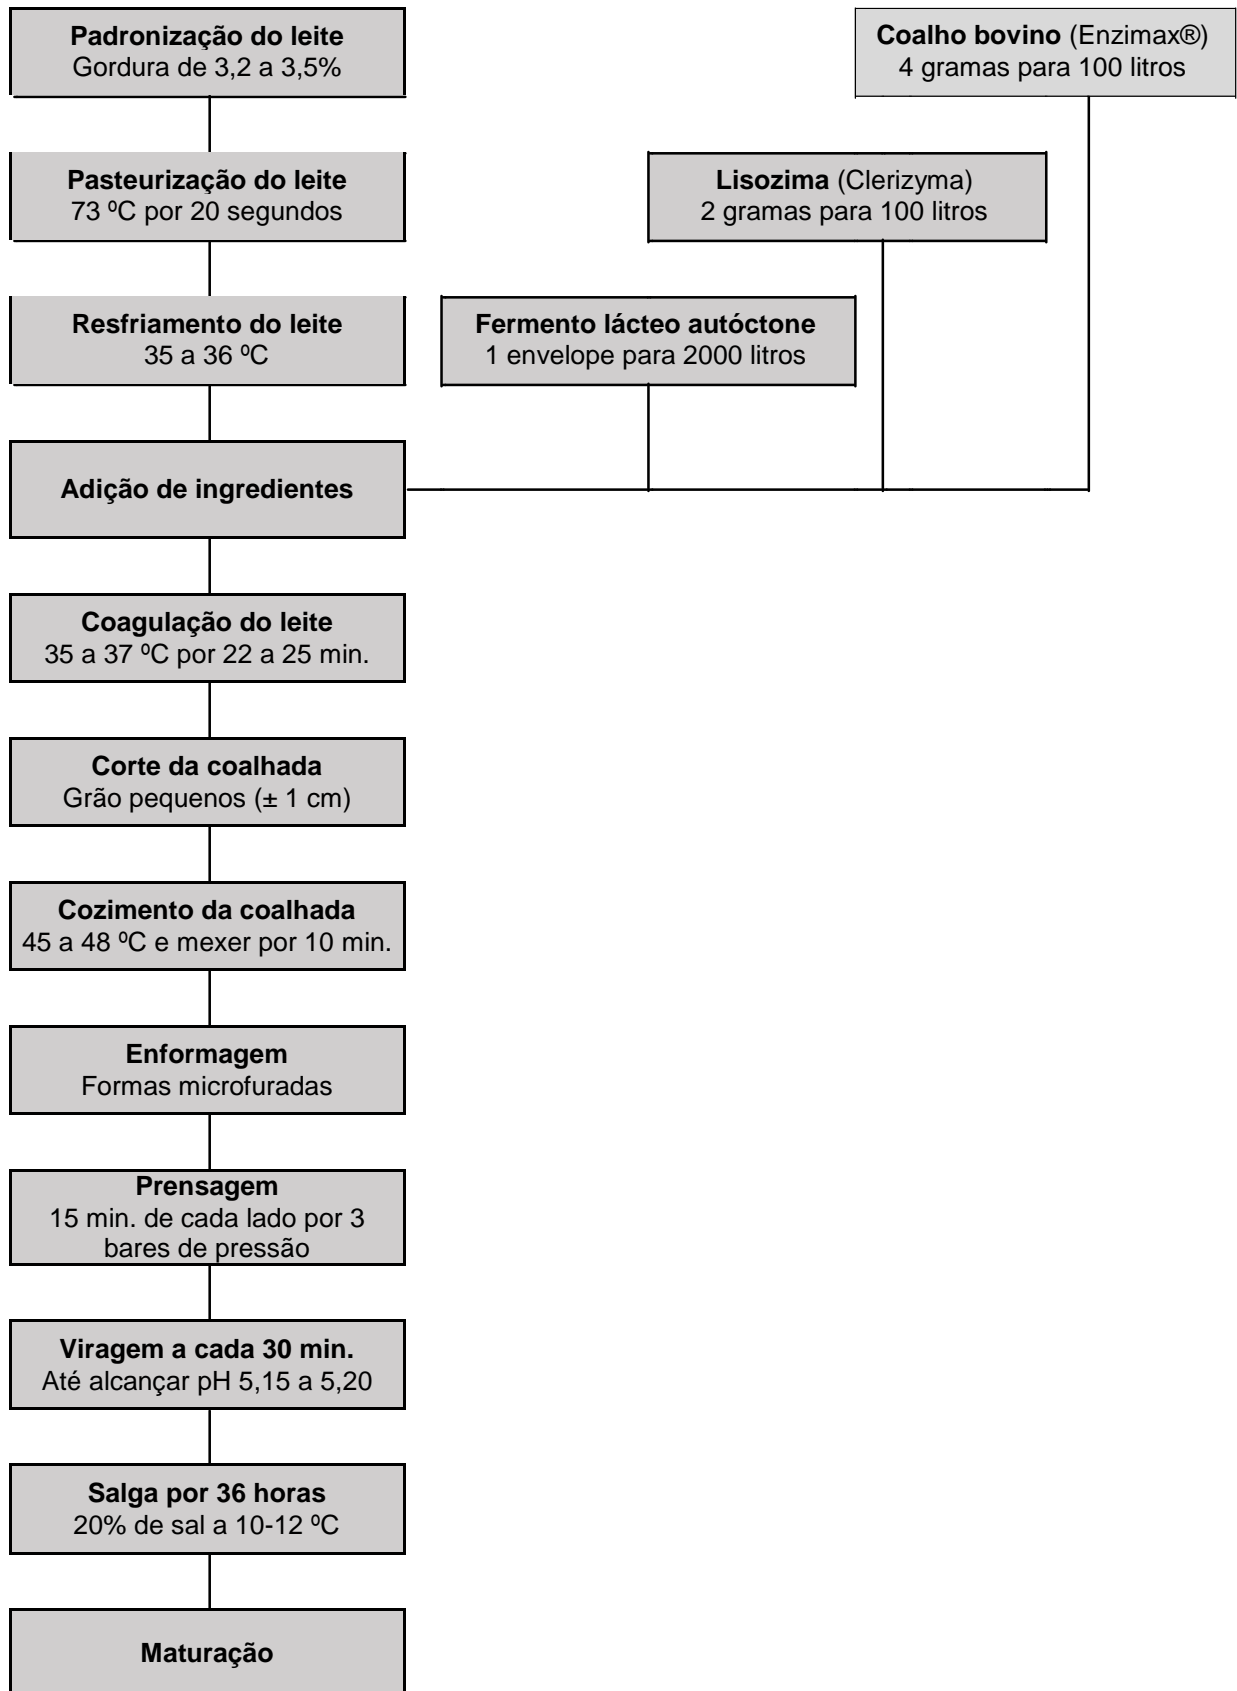 Padronização do leite
Gordura de 3,2 a 3,5%
Coalho bovino (Enzimax®)
4 gramas para 100 litros
Pasteurização do leite
73 ºC por 20 segundos
Lisozima (Clerizyma)
2 gramas para 100 litros
Resfriamento do leite
35 a 36 ºC
Fermento lácteo autóctone
1 envelope para 2000 litros
Adição de ingredientes
Coagulação do leite
35 a 37 ºC por 22 a 25 min.
Corte da coalhada
Grão pequenos (± 1 cm)
Cozimento da coalhada
45 a 48 ºC e mexer por 10 min.
Enformagem
Formas microfuradas
Prensagem
15 min. de cada lado por 3
bares de pressão
Viragem a cada 30 min.
Até alcançar pH 5,15 a 5,20
Salga por 36 horas
20% de sal a 10-12 ºC
Maturação